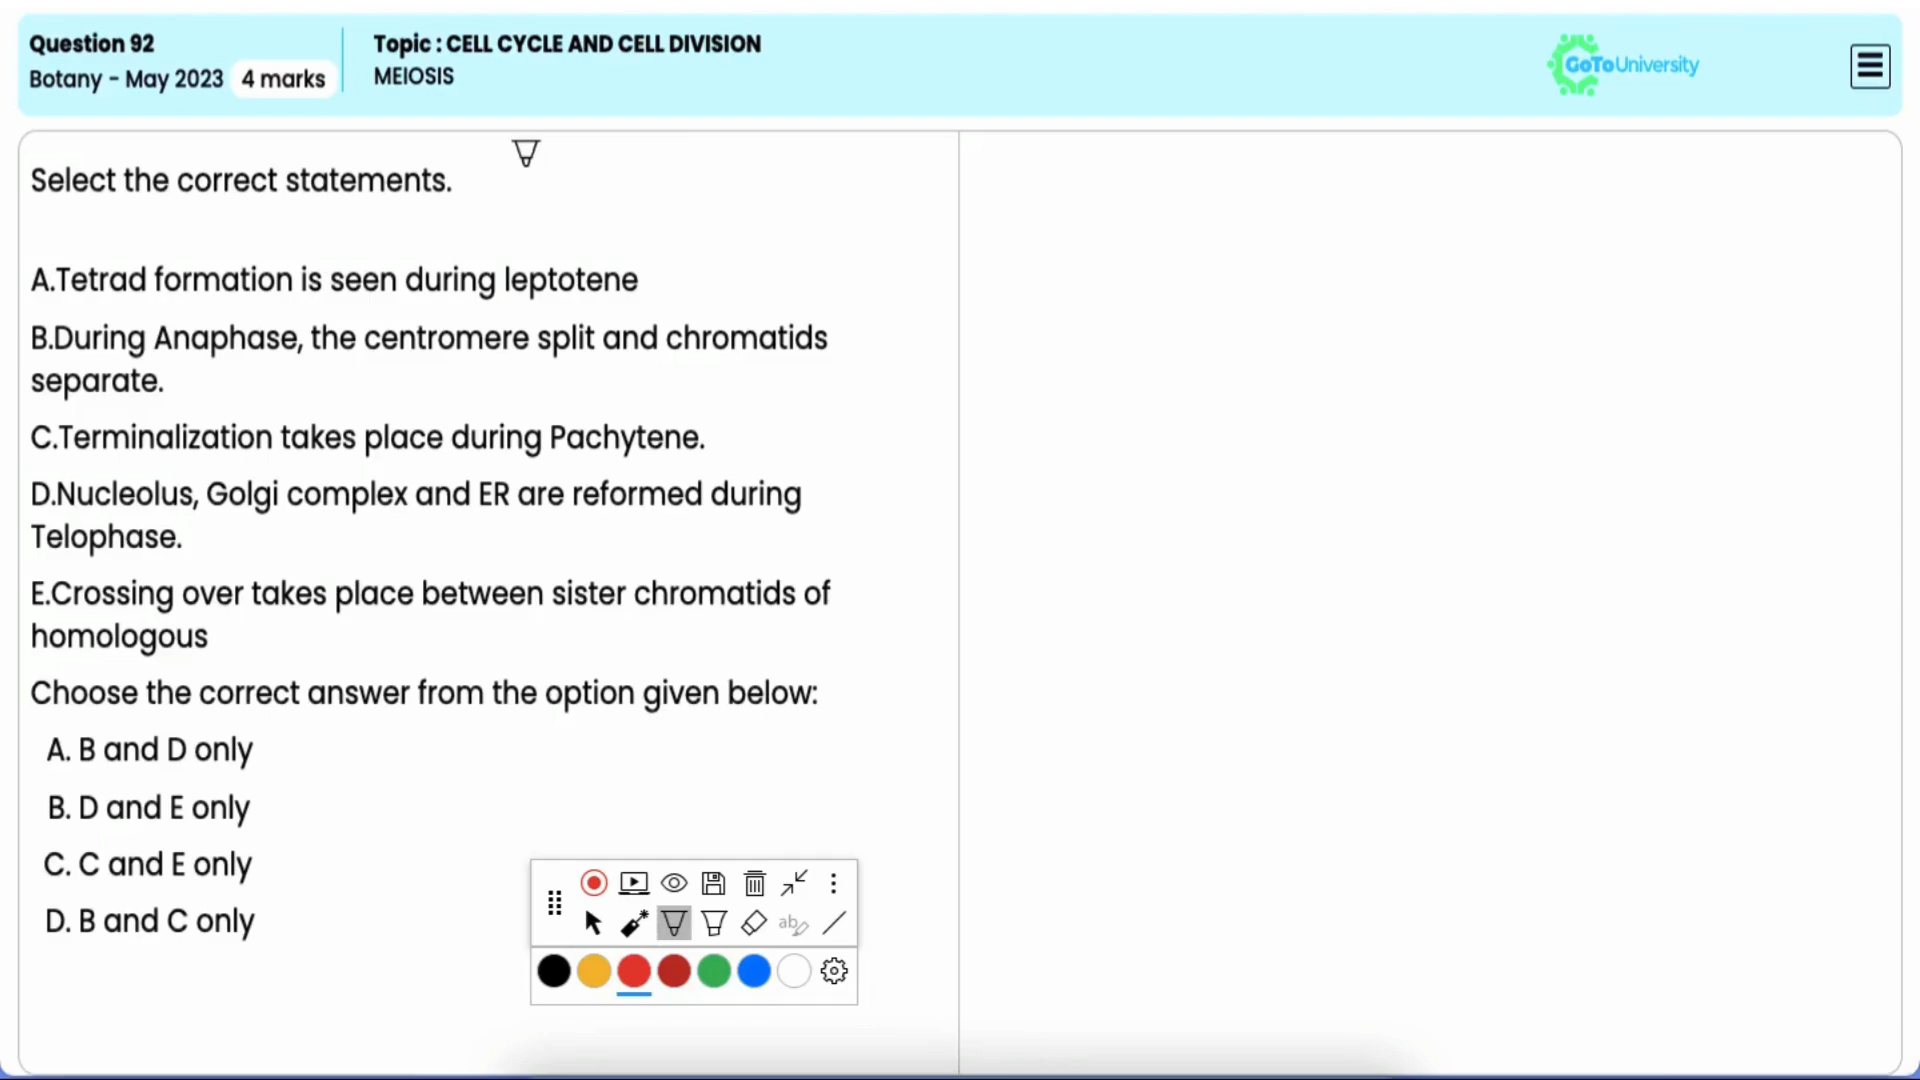 Question 92
Botany - May 2023 4 marks
Topic : CELL CYCLE AND CELL DIVISION
MEIOSIS
GoToUniversity
Select the correct statements.
A.Tetrad formation is seen during leptotene
B.During Anaphase, the centromere split and chromatids
separate.
C.Terminalization takes place during Pachytene.
D.Nucleolus, Golgi complex and ER are reformed during
Telophase.
E.Crossing over takes place between sister chromatids of
homologous
Choose the correct answer from the option given below:
A. B and D only
B. D and E only
C. C and E only
D. B and C only
ab